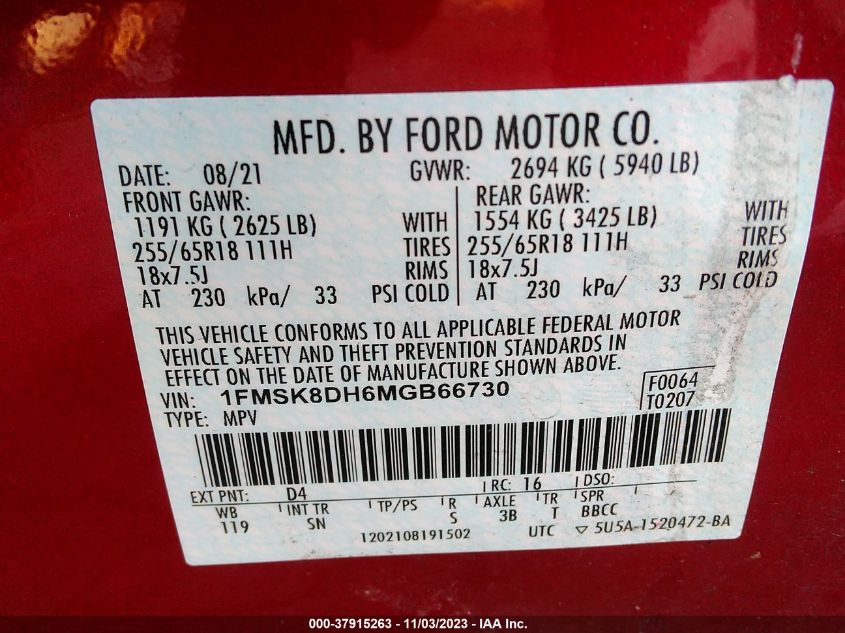 MFD. BY FORD MOTOR CO.
DATE: 08/21 GVWR: 2694 KG ( 5940 LB)
FRONT GAWR: REAR GAWR:
1191 KG ( 2625 LB) WITH 1554 KG ( 3425 LB) WITH
255/65R18 111H TIRES 255/65R18 111H TIRES
18x7.5J RIMS 18x7.5J RIMS
AT 230 kPa/ 33 PSI COLD AT 230 kPa/ 33 PSI COLD
THIS VEHICLE CONFORMS TO ALL APPLICABLE FEDERAL MOTOR
VEHICLE SAFETY AND THEFT PREVENTION STANDARDS IN
EFFECT ON THE DATE OF MANUFACTURE SHOWN ABOVE.
VIN: 1FMSK8DH6MGB66730 F0064
TYPE: MPV T0207
EXT PNT: D4 RC: 16 DSO:
WB INT TR TP/PS R AXLE TR SPR
119 SN S 3B T BBCC
1202108191502 UTC ▽ 5U5A-1520472-BA
000-37915263 - 11/03/2023 - IAA Inc.